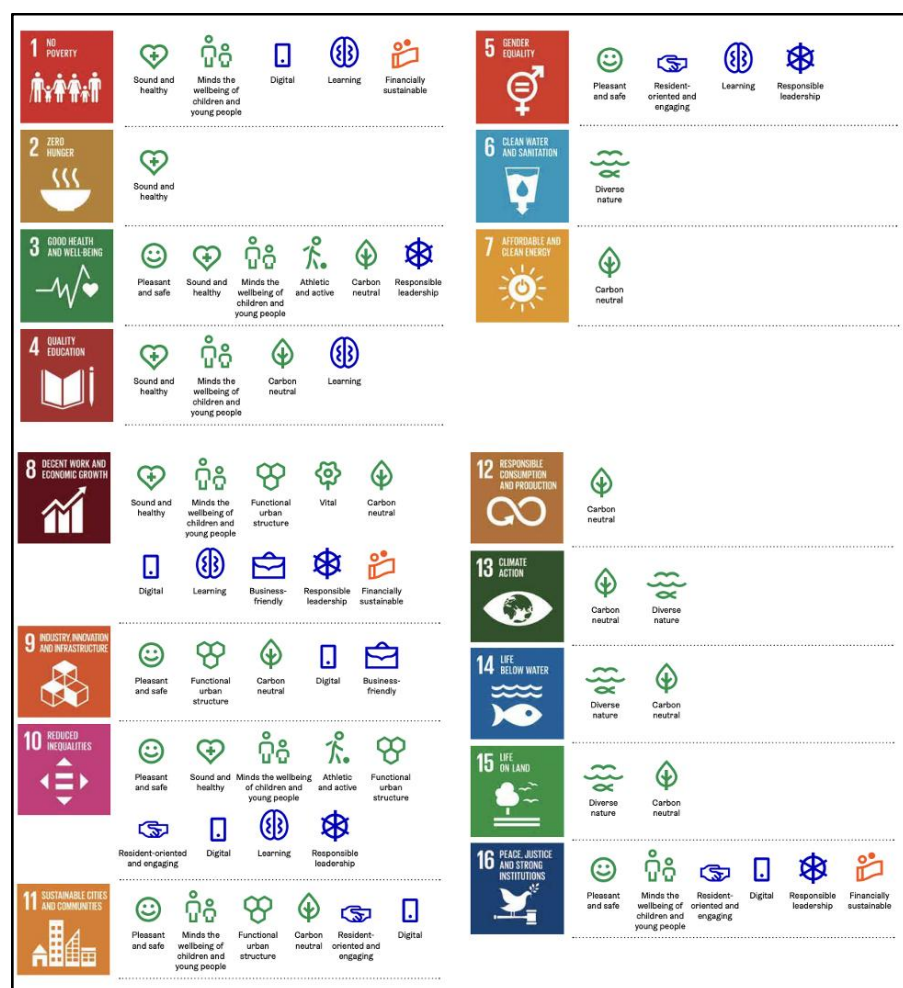 1 NO
POVERTY
Sound and
healthy
Minds the
wellbeing of
children and
young people
Digital
Learning
Financially
sustainable
2 ZERO
HUNGER
Sound and
healthy
3 GOOD HEALTH
AND WELL-BEING
Pleasant
and safe
Sound and
healthy
Minds the
wellbeing of
children and
young people
Athletic
and active
Carbon
neutral
Responsible
leadership
4 QUALITY
EDUCATION
Sound and
healthy
Minds the
wellbeing of
children and
young people
Carbon
neutral
Learning
5 GENDER
EQUALITY
Pleasant
and safe
Resident-
oriented and
engaging
Learning
Responsible
leadership
6 CLEAN WATER
AND SANITATION
Diverse
nature
7 AFFORDABLE AND
CLEAN ENERGY
Carbon
neutral
8 DECENT WORK AND
ECONOMIC GROWTH
Sound and
healthy
Minds the
wellbeing of
children and
young people
Functional
urban
structure
Vital
Carbon
neutral
Digital
Learning
Business-
friendly
Responsible
leadership
Financially
sustainable
9 INDUSTRY, INNOVATION
AND INFRASTRUCTURE
Pleasant
and safe
Functional
urban
structure
Carbon
neutral
Digital
Business-
friendly
10 REDUCED
INEQUALITIES
Pleasant
and safe
Sound and
healthy
Minds the wellbeing
of children and
young people
Athletic
and active
Functional
urban
structure
Resident-oriented
and engaging
Digital
Learning
Responsible
leadership
11 SUSTAINABLE CITIES
AND COMMUNITIES
Pleasant
and safe
Minds the
wellbeing of
children and
young people
Functional
urban
structure
Carbon
neutral
Resident-
oriented and
engaging
Digital
12 RESPONSIBLE
CONSUMPTION
AND PRODUCTION
Carbon
neutral
13 CLIMATE
ACTION
Carbon
neutral
Diverse
nature
14 LIFE
BELOW WATER
Diverse
nature
Carbon
neutral
15 LIFE
ON LAND
Diverse
nature
Carbon
neutral
16 PEACE, JUSTICE
AND STRONG
INSTITUTIONS
Pleasant
and safe
Minds the
wellbeing of
children and
young people
Resident-
oriented and
engaging
Digital
Responsible
leadership
Financially
sustainable